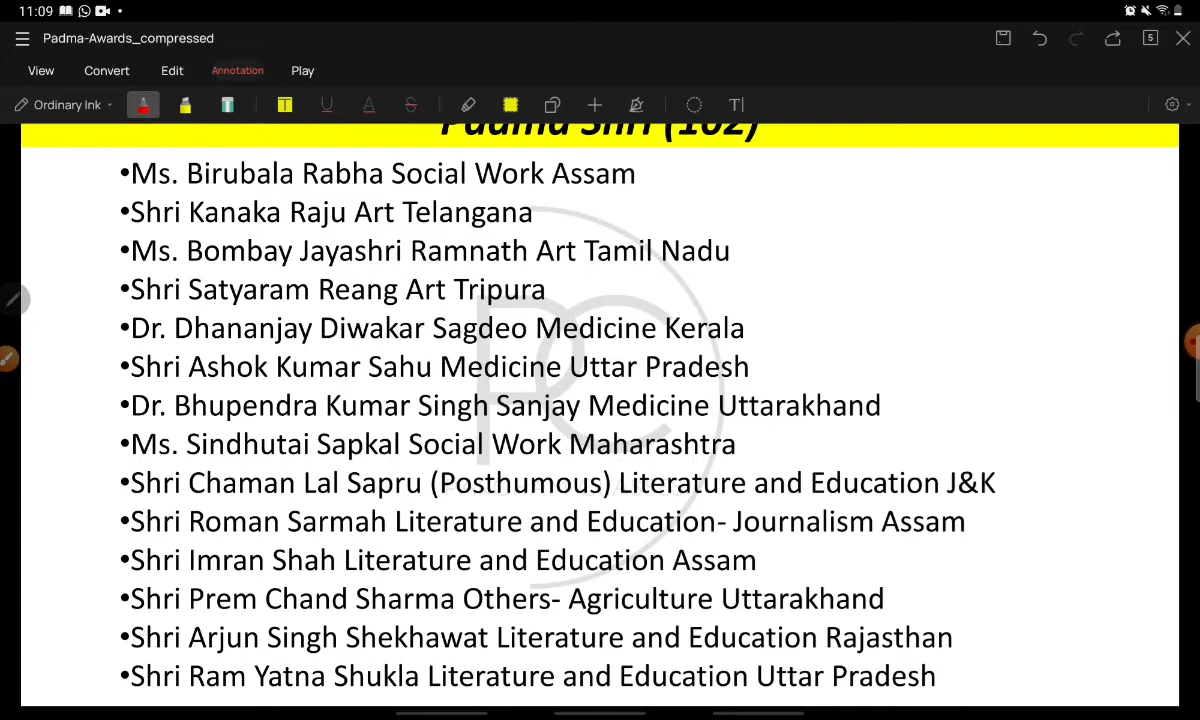 11:09
Padma-Awards_compressed
5
View Convert Edit Annotation Play
Ordinary Ink T U A S T
Padma Shri (102)
•Ms. Birubala Rabha Social Work Assam
•Shri Kanaka Raju Art Telangana
•Ms. Bombay Jayashri Ramnath Art Tamil Nadu
•Shri Satyaram Reang Art Tripura
•Dr. Dhananjay Diwakar Sagdeo Medicine Kerala
•Shri Ashok Kumar Sahu Medicine Uttar Pradesh
•Dr. Bhupendra Kumar Singh Sanjay Medicine Uttarakhand
•Ms. Sindhutai Sapkal Social Work Maharashtra
•Shri Chaman Lal Sapru (Posthumous) Literature and Education J&K
•Shri Roman Sarmah Literature and Education- Journalism Assam
•Shri Imran Shah Literature and Education Assam
•Shri Prem Chand Sharma Others- Agriculture Uttarakhand
•Shri Arjun Singh Shekhawat Literature and Education Rajasthan
•Shri Ram Yatna Shukla Literature and Education Uttar Pradesh